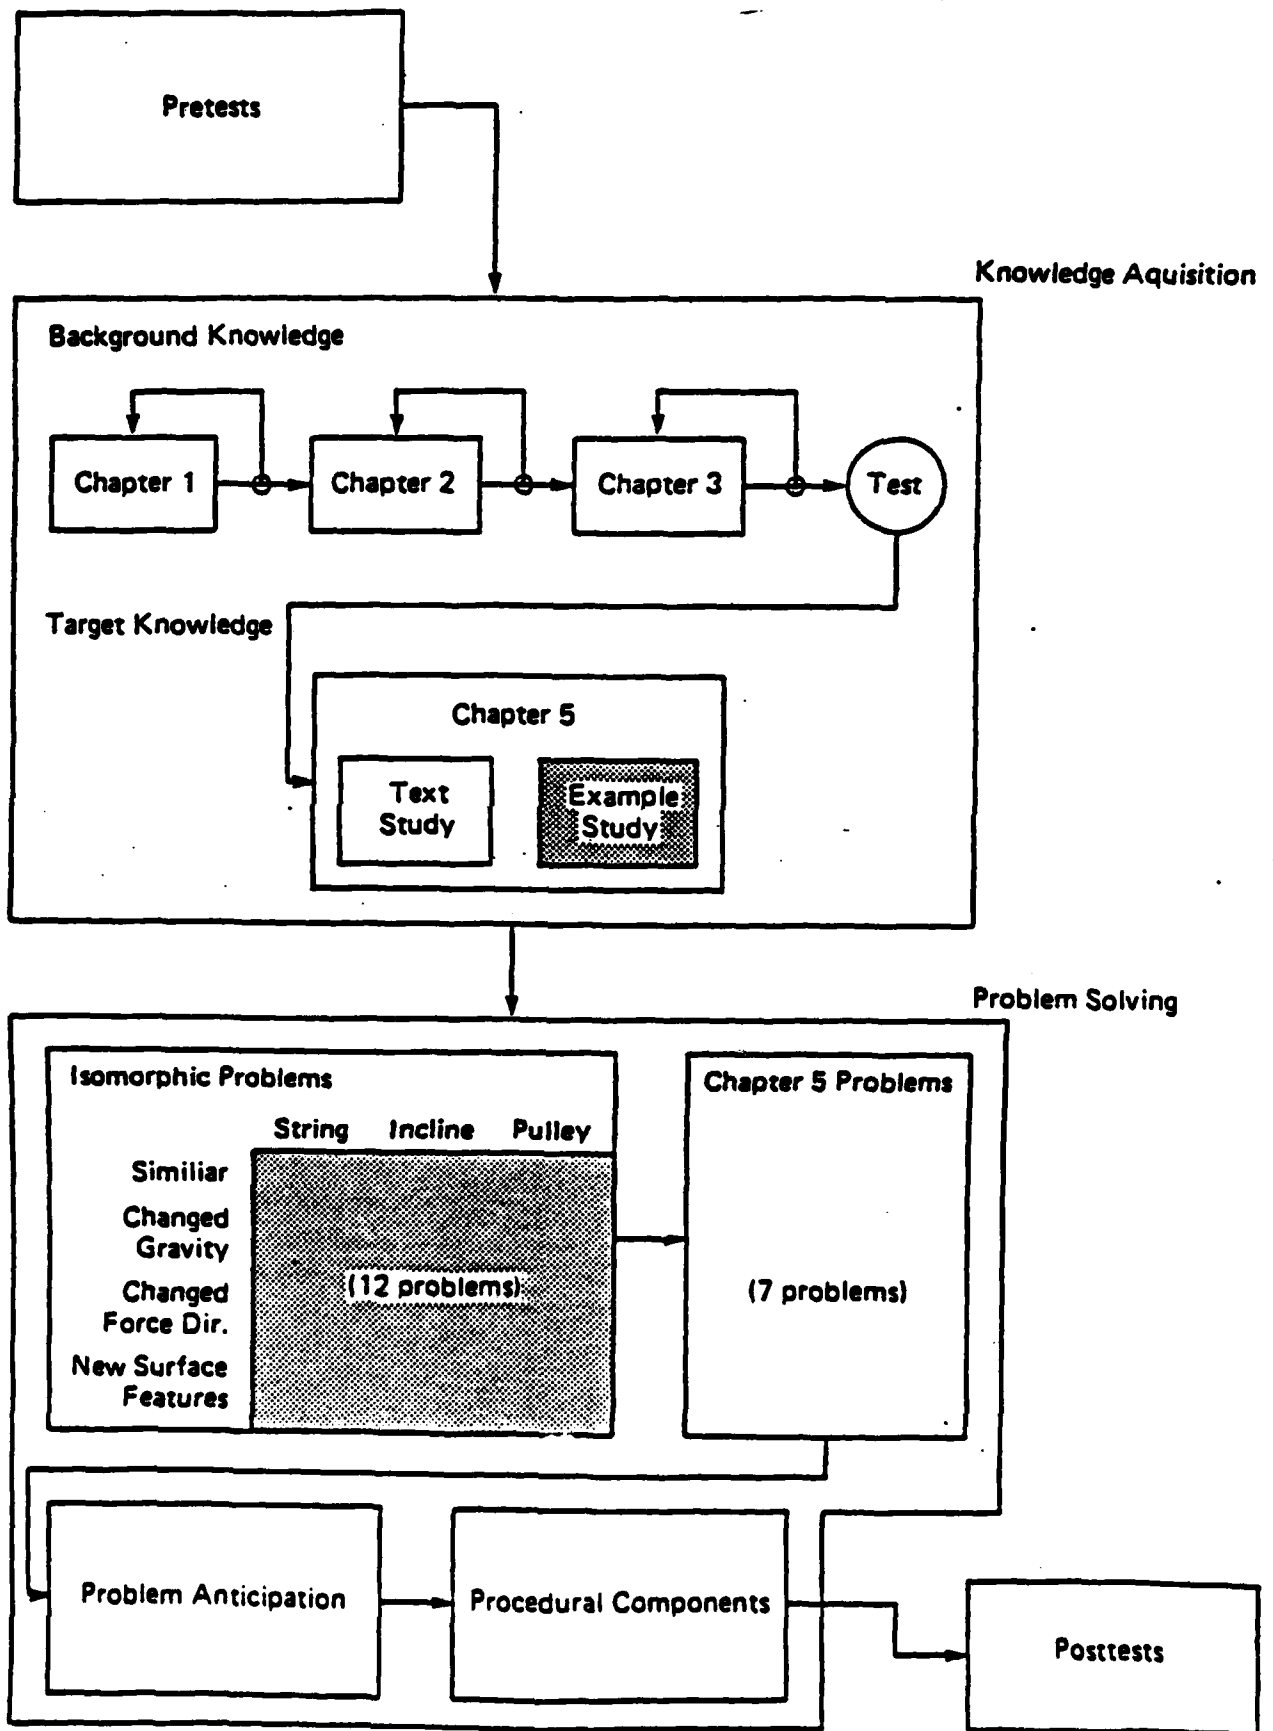 Pretests
Knowledge Aquisition
Background Knowledge
Chapter 1
Chapter 2
Chapter 3
Test
Target Knowledge
Chapter 5
Text
Study
Example
Study
Problem Solving
Isomorphic Problems
String Incline Pulley
Similiar
Changed
Gravity
Changed
Force Dir.
New Surface
Features
(12 problems)
Chapter 5 Problems
(7 problems)
Problem Anticipation
Procedural Components
Posttests